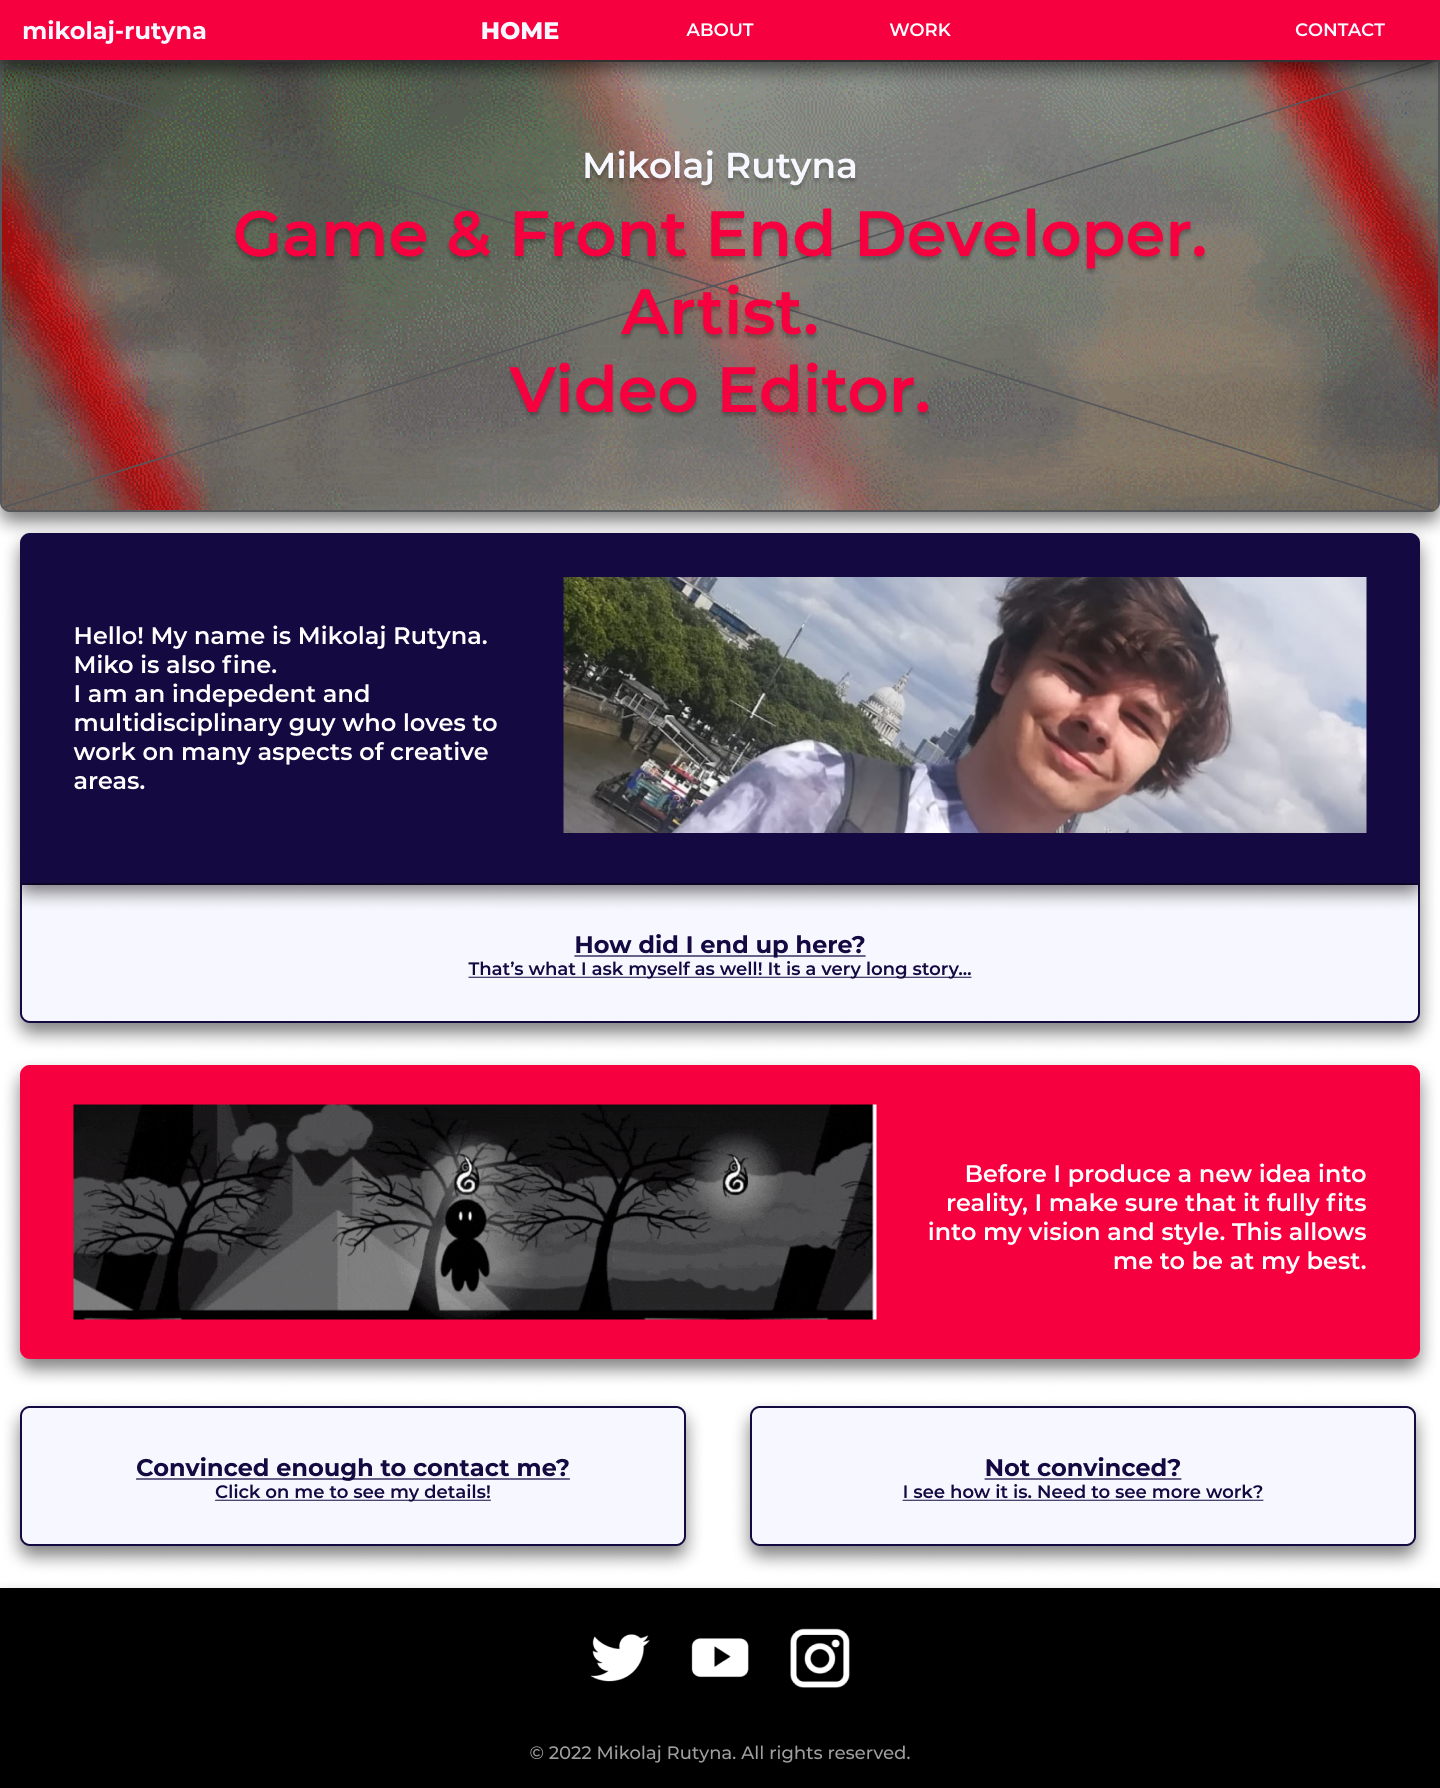 mikolaj-rutyna HOME ABOUT WORK CONTACT
Mikolaj Rutyna
Game & Front End Developer.
Artist.
Video Editor.
Hello! My name is Mikolaj Rutyna.
Miko is also fine.
I am an indepedent and
multidisciplinary guy who loves to
work on many aspects of creative
areas.
How did I end up here?
That’s what I ask myself as well! It is a very long story...
Before I produce a new idea into
reality, I make sure that it fully fits
into my vision and style. This allows
me to be at my best.
Convinced enough to contact me?
Click on me to see my details!
Not convinced?
I see how it is. Need to see more work?
© 2022 Mikolaj Rutyna. All rights reserved.